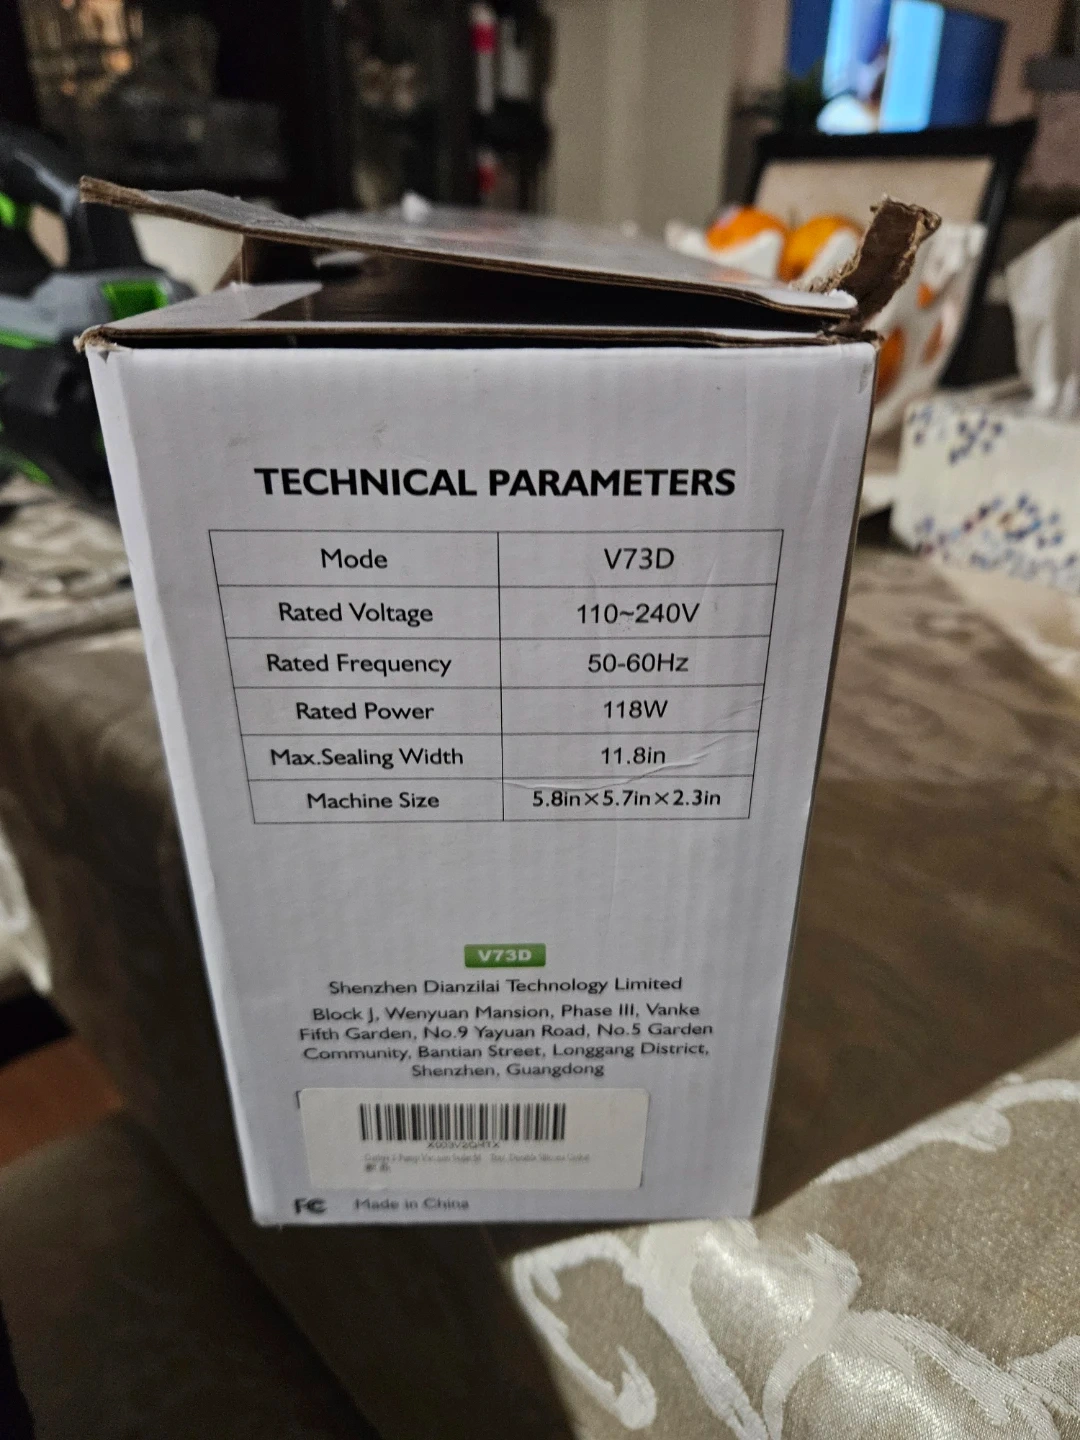 TECHNICAL PARAMETERS
Mode V73D
Rated Voltage 110~240V
Rated Frequency 50-60Hz
Rated Power 118W
Max.Sealing Width 11.8in
Machine Size 5.8in×5.7in×2.3in
V73D
Shenzhen Dianzilai Technology Limited
Block J, Wenyuan Mansion, Phase III, Vanke
Fifth Garden, No.9 Yayuan Road, No.5 Garden
Community, Bantian Street, Longgang District,
Shenzhen, Guangdong
FC Made in China